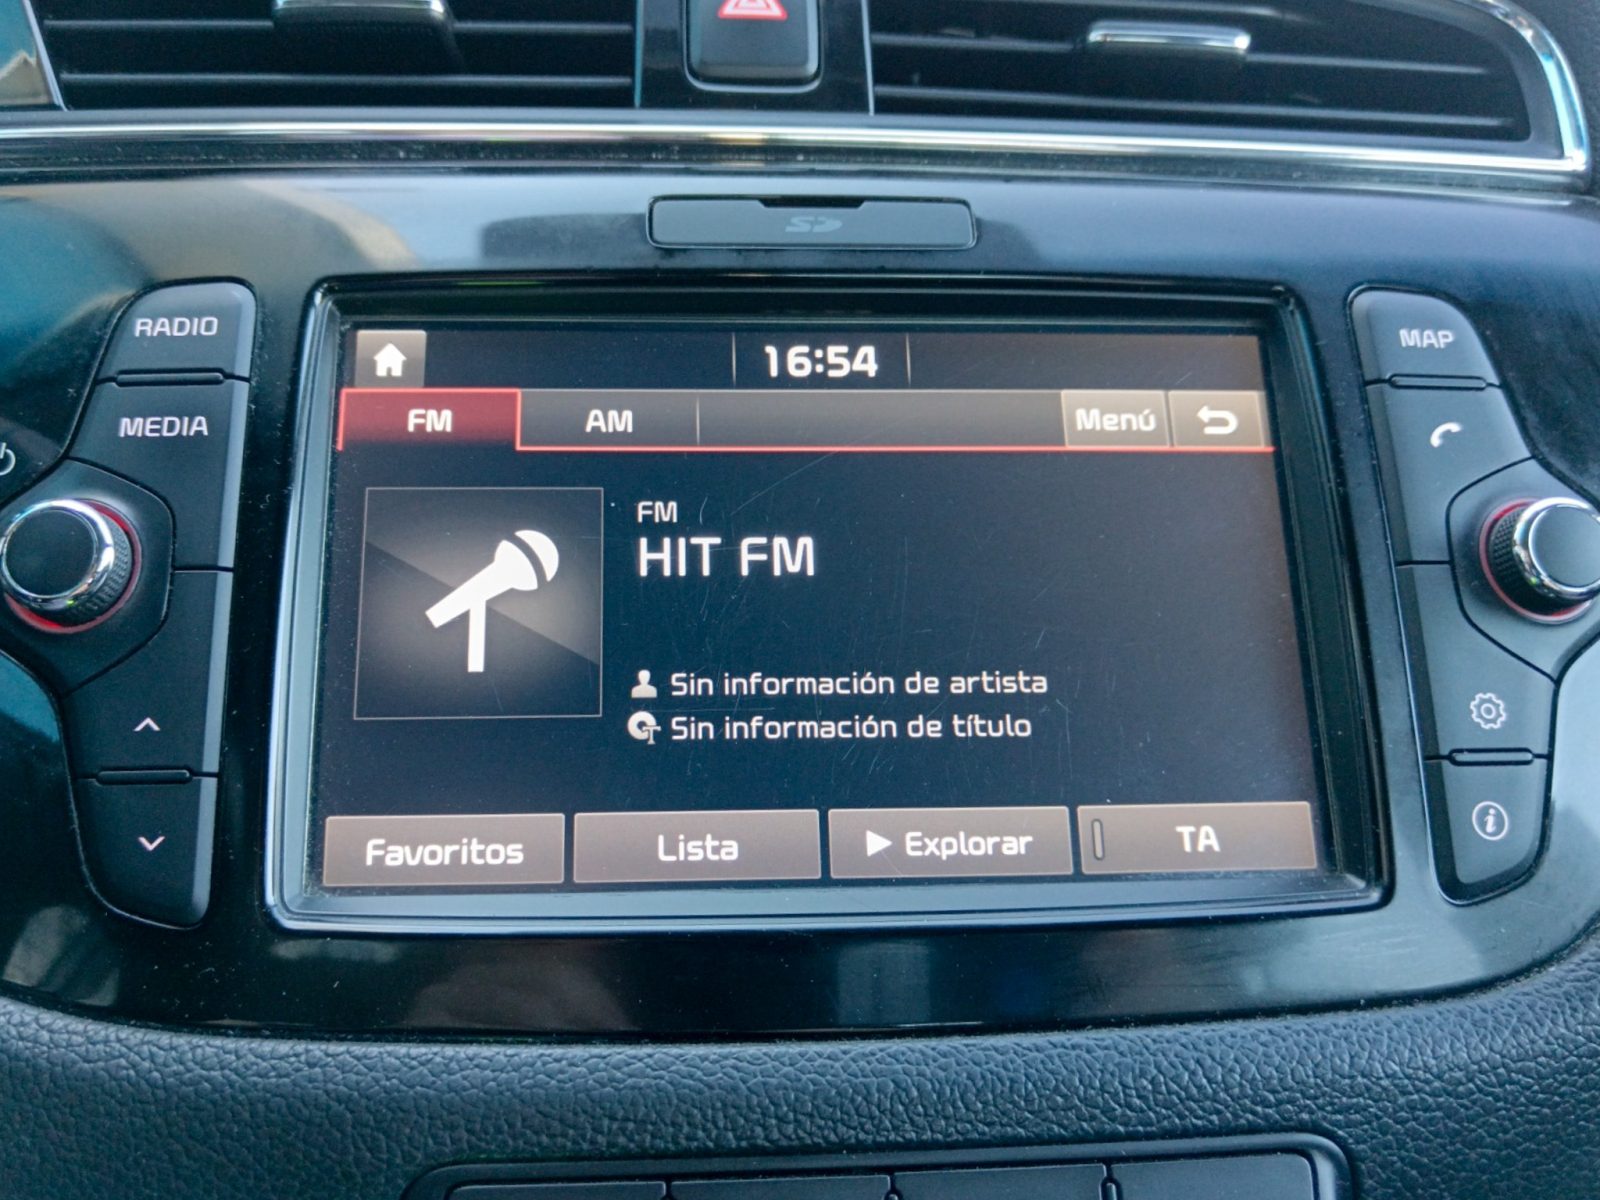 SD
RADIO
MEDIA
MAP
16:54
FM
AM
Menú
FM
HIT FM
Sin información de artista
Sin información de título
Favoritos
Lista
Explorar
TA